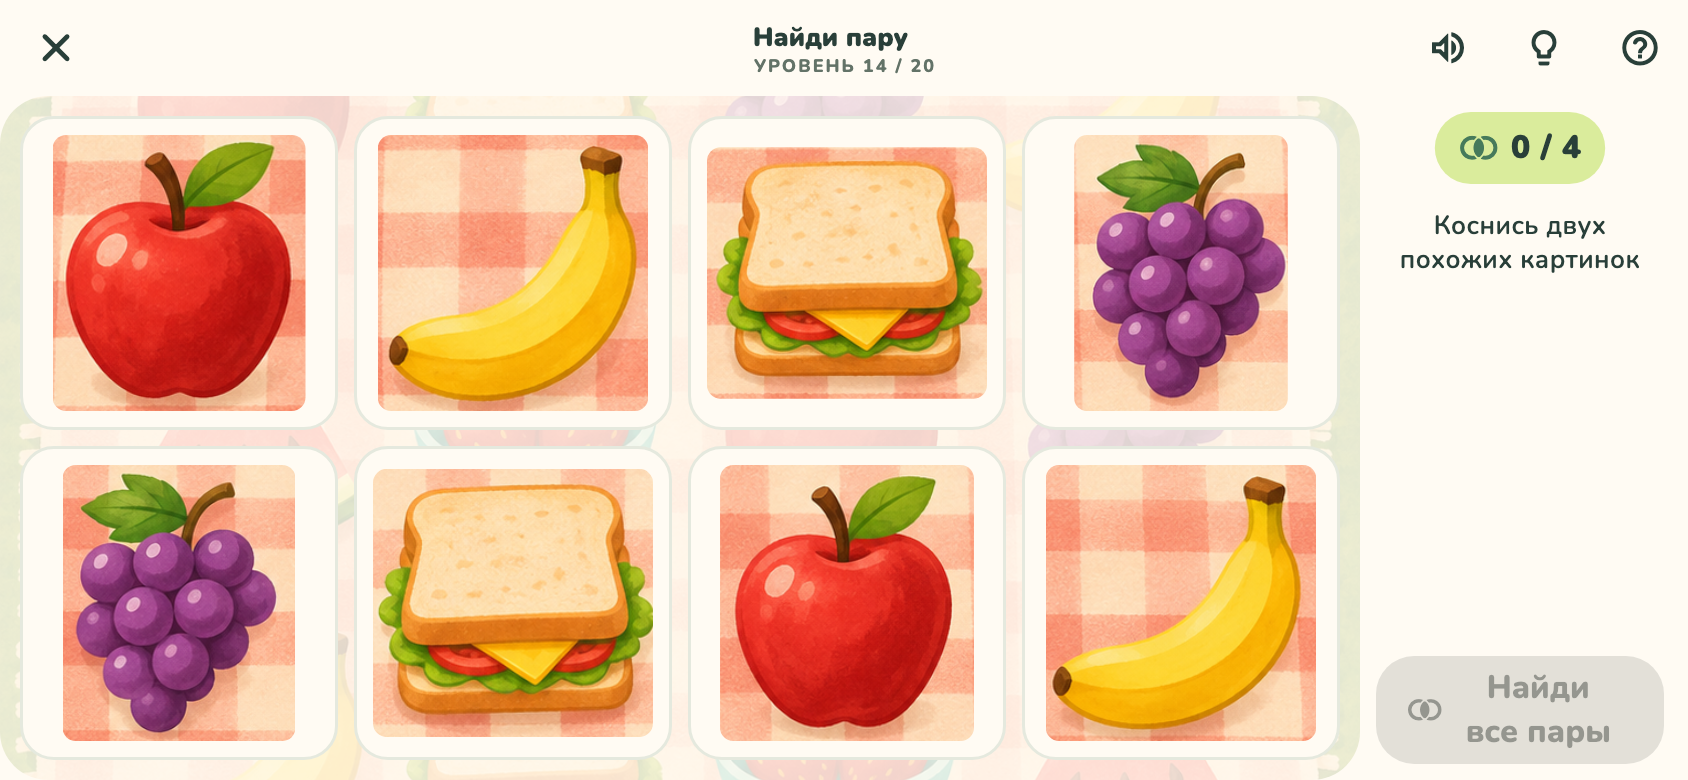 Найди пару
УРОВЕНЬ 14 / 20
0 / 4
Коснись двух
похожих картинок
Найди
все пары